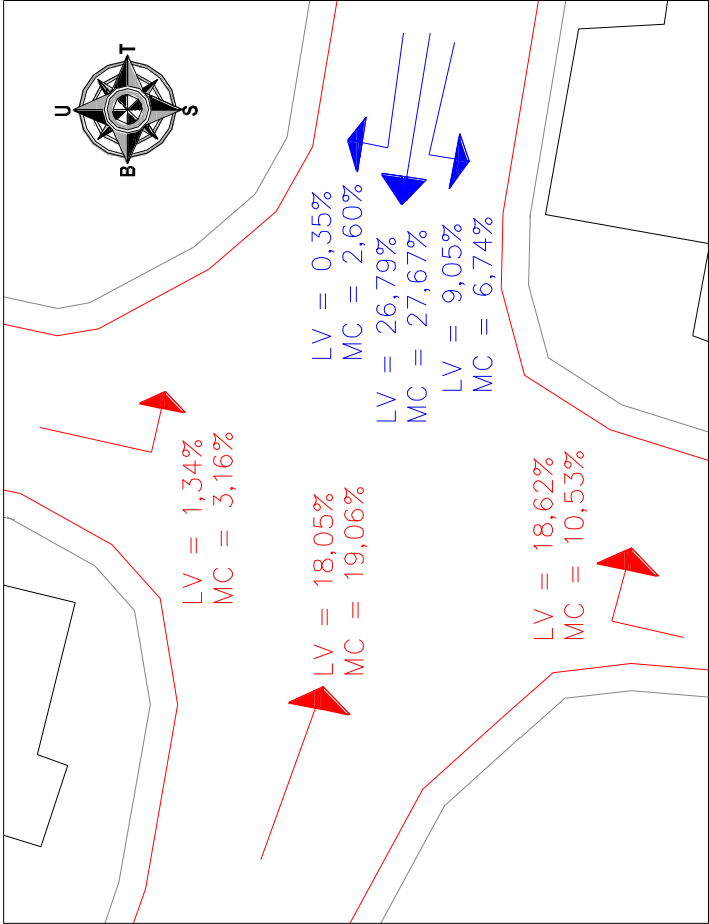 U
T
B
S
LV = 0,35%
MC = 2,60%
LV = 26,79%
MC = 27,67%
LV = 9,05%
MC = 6,74%
LV = 1,34%
MC = 3,16%
LV = 18,05%
MC = 19,06%
LV = 18,62%
MC = 10,53%